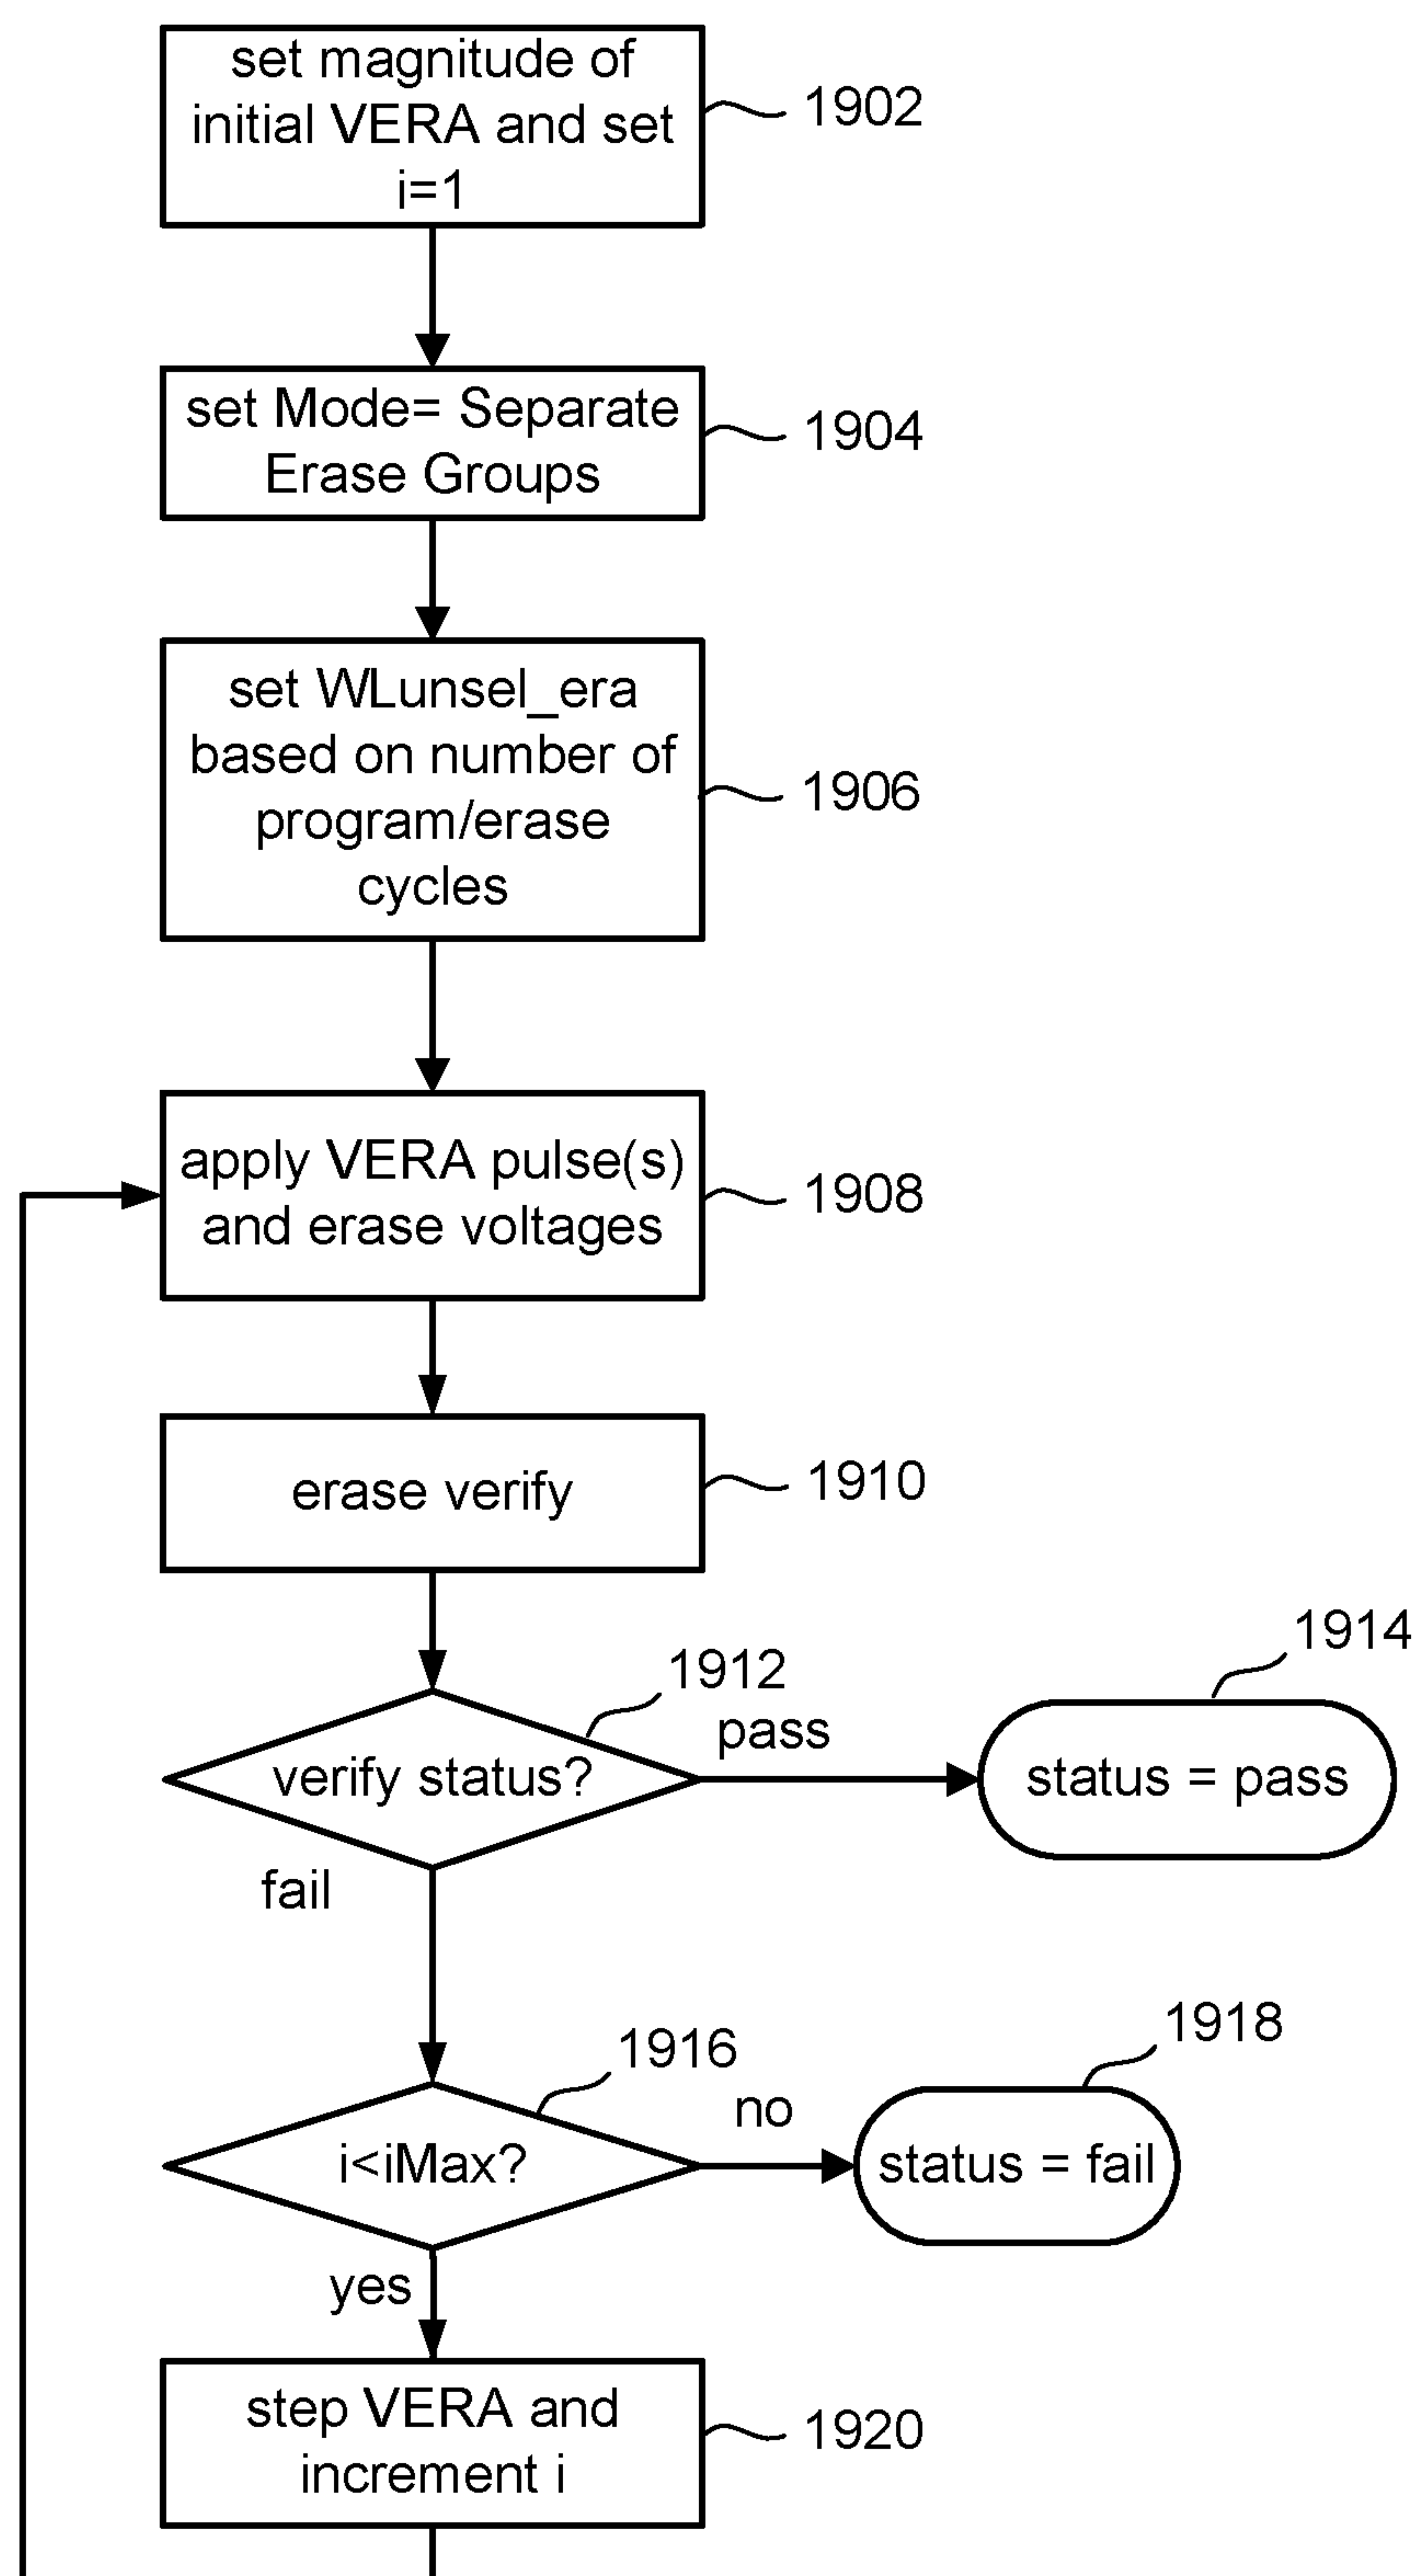 set magnitude of
initial VERA and set
i=1
1902
set Mode= Separate
Erase Groups
1904
set WLunsel_era
based on number of
program/erase
cycles
1906
apply VERA pulse(s)
and erase voltages
1908
erase verify
1910
1912
verify status?
pass
1914
status = pass
fail
1916
i<iMax?
no
1918
status = fail
yes
step VERA and
increment i
1920